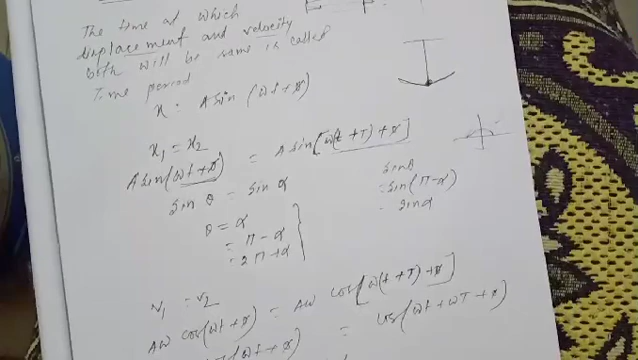 The time at which
displacement and velocity
both will be same is called
Time period
x = A sin (ωt + φ)
x₁ = x₂
A sin(ωt + φ) = A sin[ω(t + T) + φ]
sin θ = sin α
θ = α
= π - α
= 2π + α
sin θ
= sin(π - α)
= sin α
v₁ = v₂
Aω cos(ωt + φ) = Aω cos[ω(t + T) + φ]
cos(ωt + φ) = cos(ωt + ωT + φ)